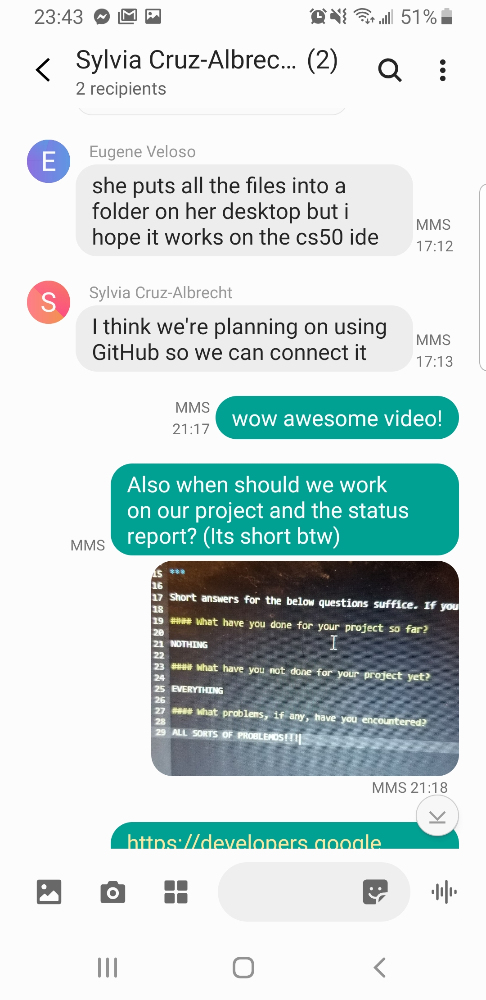 23:43
51%
Sylvia Cruz-Albrec... (2)
2 recipients
E
Eugene Veloso
she puts all the files into a
folder on her desktop but i
hope it works on the cs50 ide
MMS
17:12
S
Sylvia Cruz-Albrecht
I think we're planning on using
GitHub so we can connect it
MMS
17:13
MMS
21:17
wow awesome video!
Also when should we work
on our project and the status
report? (Its short btw)
MMS
15 ***
16
17 Short answers for the below questions suffice. If you
18
19 #### What have you done for your project so far?
20
21 NOTHING
22
23 #### What have you not done for your project yet?
24
25 EVERYTHING
26
27 #### What problems, if any, have you encountered?
28
29 ALL SORTS OF PROBLEMOS!!!
MMS 21:18
https://developers.google